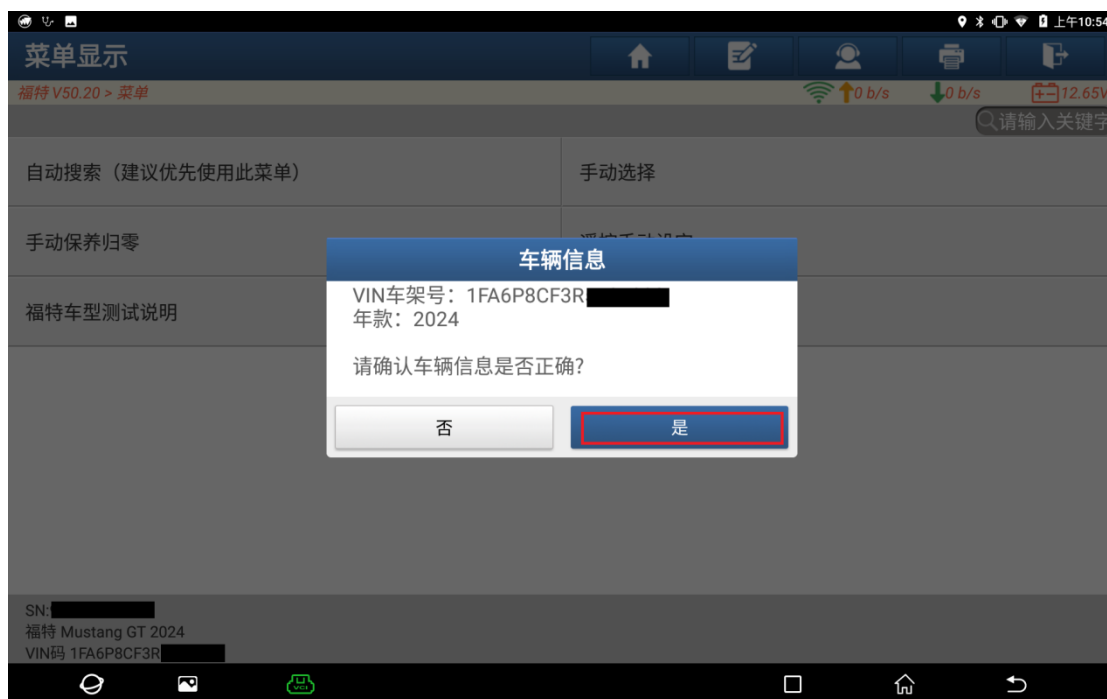 上午10:54
菜单显示
福特 V50.20 > 菜单
0 b/s
0 b/s
12.65V
请输入关键字
自动搜索（建议优先使用此菜单）
手动选择
手动保养归零
福特车型测试说明
车辆信息
VIN车架号：1FA6P8CF3R
年款：2024
请确认车辆信息是否正确?
否
是
SN:
福特 Mustang GT 2024
VIN码 1FA6P8CF3R
VCI